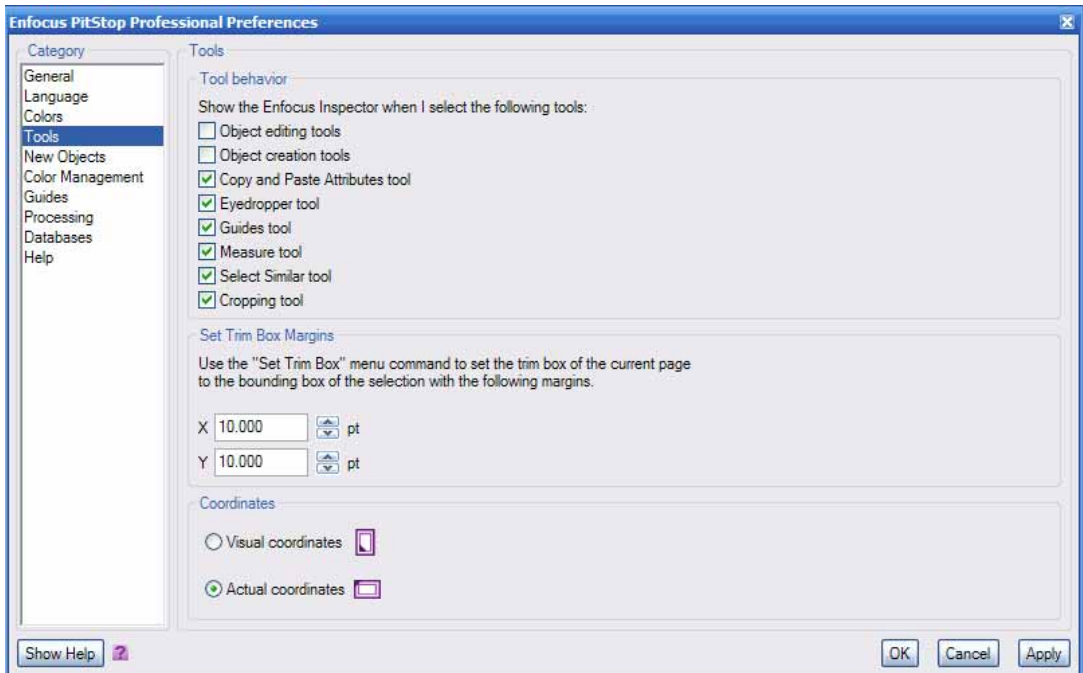 Enfocus PitStop Professional Preferences
Category
General
Language
Colors
Tools
New Objects
Color Management
Guides
Processing
Databases
Help
Tools
Tool behavior
Show the Enfocus Inspector when I select the following tools:
Object editing tools
Object creation tools
Copy and Paste Attributes tool
Eyedropper tool
Guides tool
Measure tool
Select Similar tool
Cropping tool
Set Trim Box Margins
Use the "Set Trim Box" menu command to set the trim box of the current page
to the bounding box of the selection with the following margins.
X 10.000 pt
Y 10.000 pt
Coordinates
Visual coordinates
Actual coordinates
Show Help ?
OK Cancel Apply